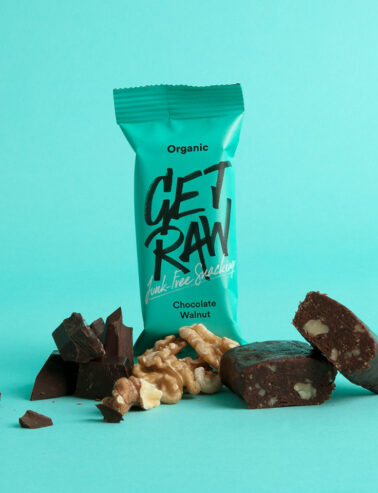 Organic
GET
RAW
Junk-Free Snacking
Chocolate
Walnut